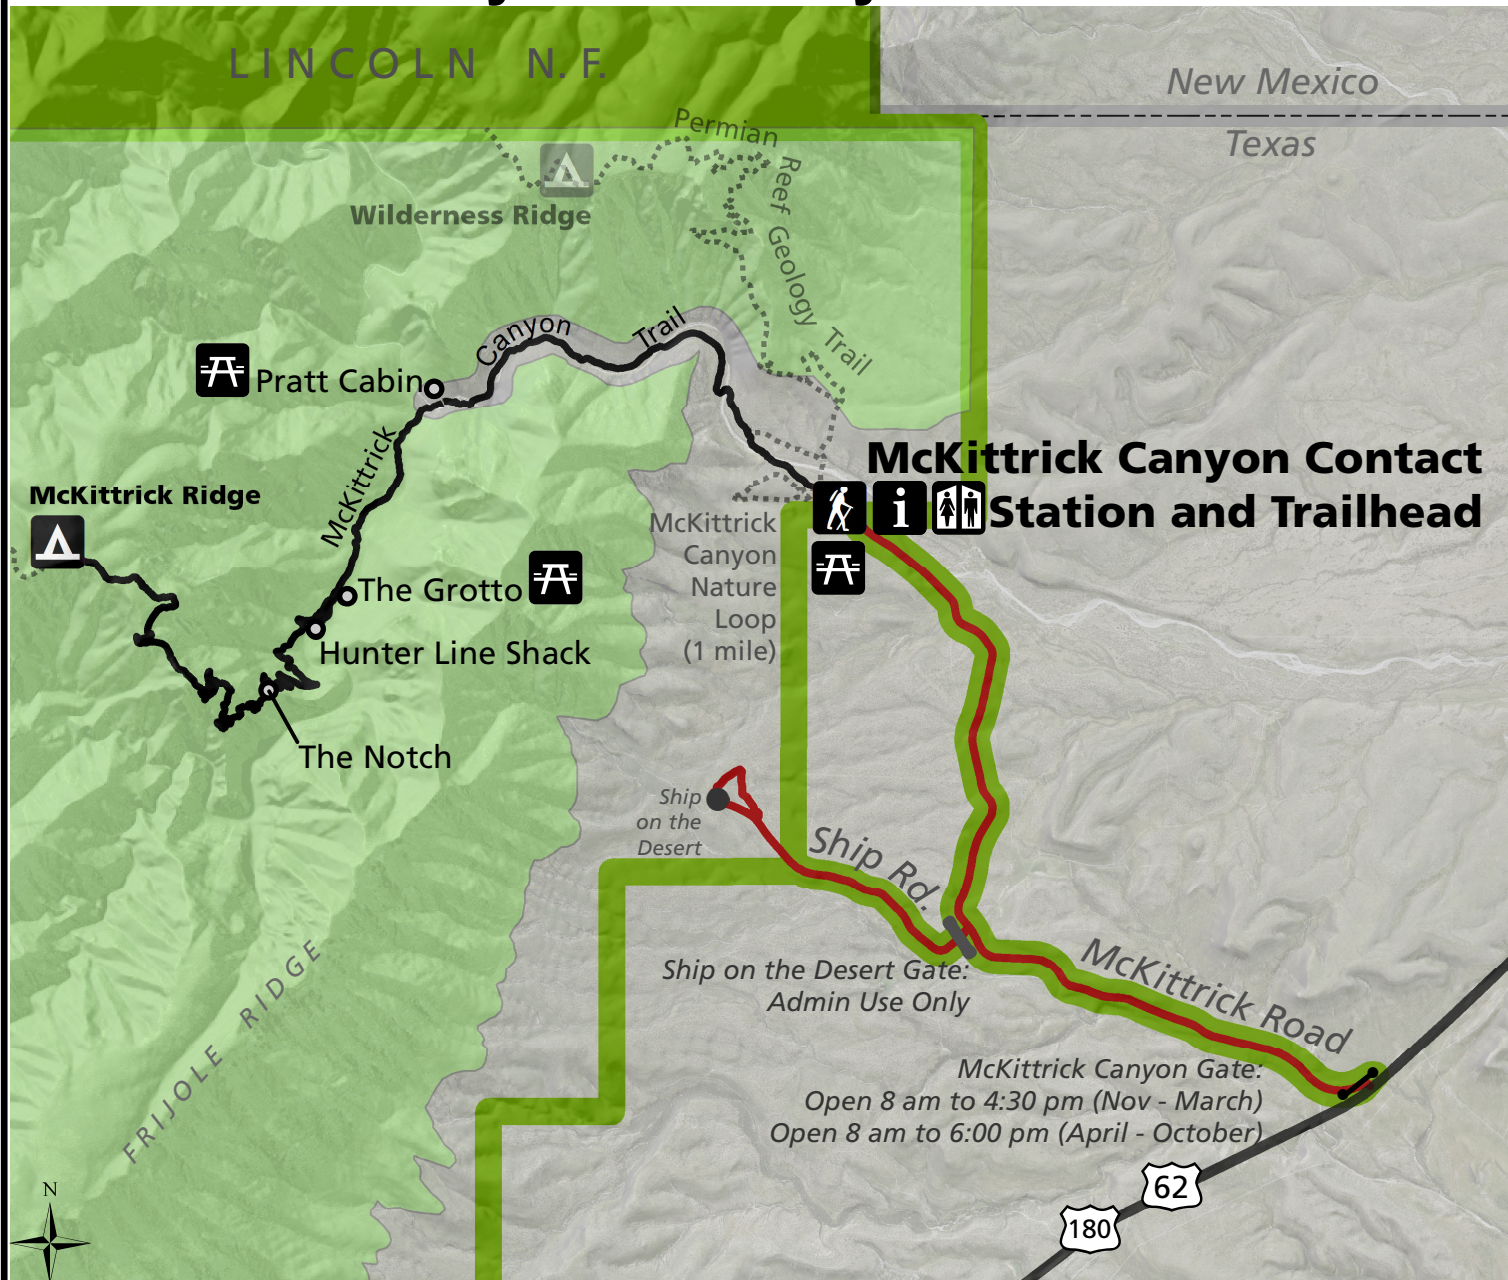 LINCOLN N.F.
New Mexico
Texas
Permian Reef Geology Trail
Wilderness Ridge
McKittrick Canyon Trail
Pratt Cabin
McKittrick Canyon Contact
Station and Trailhead
i
McKittrick Ridge
McKittrick
Canyon
Nature
Loop
(1 mile)
The Grotto
Hunter Line Shack
The Notch
Ship
on the
Desert
Ship Rd.
Ship on the Desert Gate:
Admin Use Only
McKittrick Road
FRIJOLE RIDGE
McKittrick Canyon Gate:
Open 8 am to 4:30 pm (Nov - March)
Open 8 am to 6:00 pm (April - October)
62
180
N